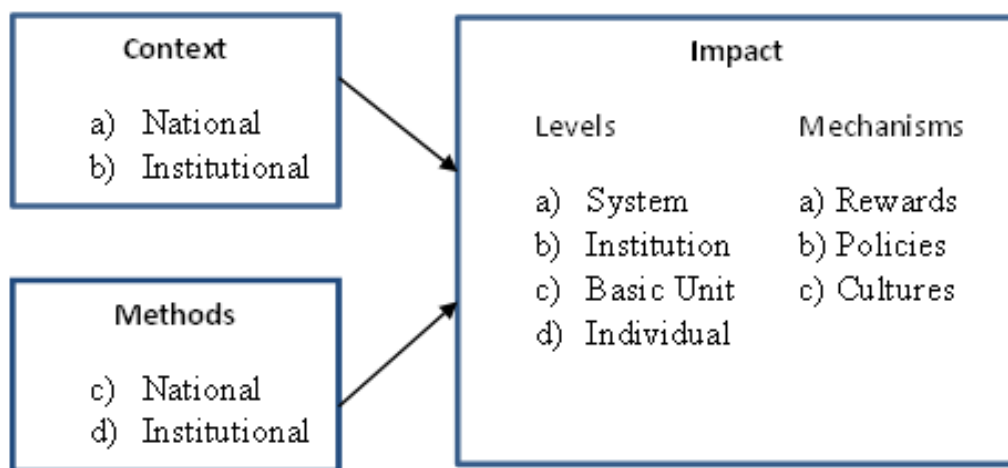 Context
a) National
b) Institutional
Methods
c) National
d) Institutional
Impact
Levels
a) System
b) Institution
c) Basic Unit
d) Individual
Mechanisms
a) Rewards
b) Policies
c) Cultures